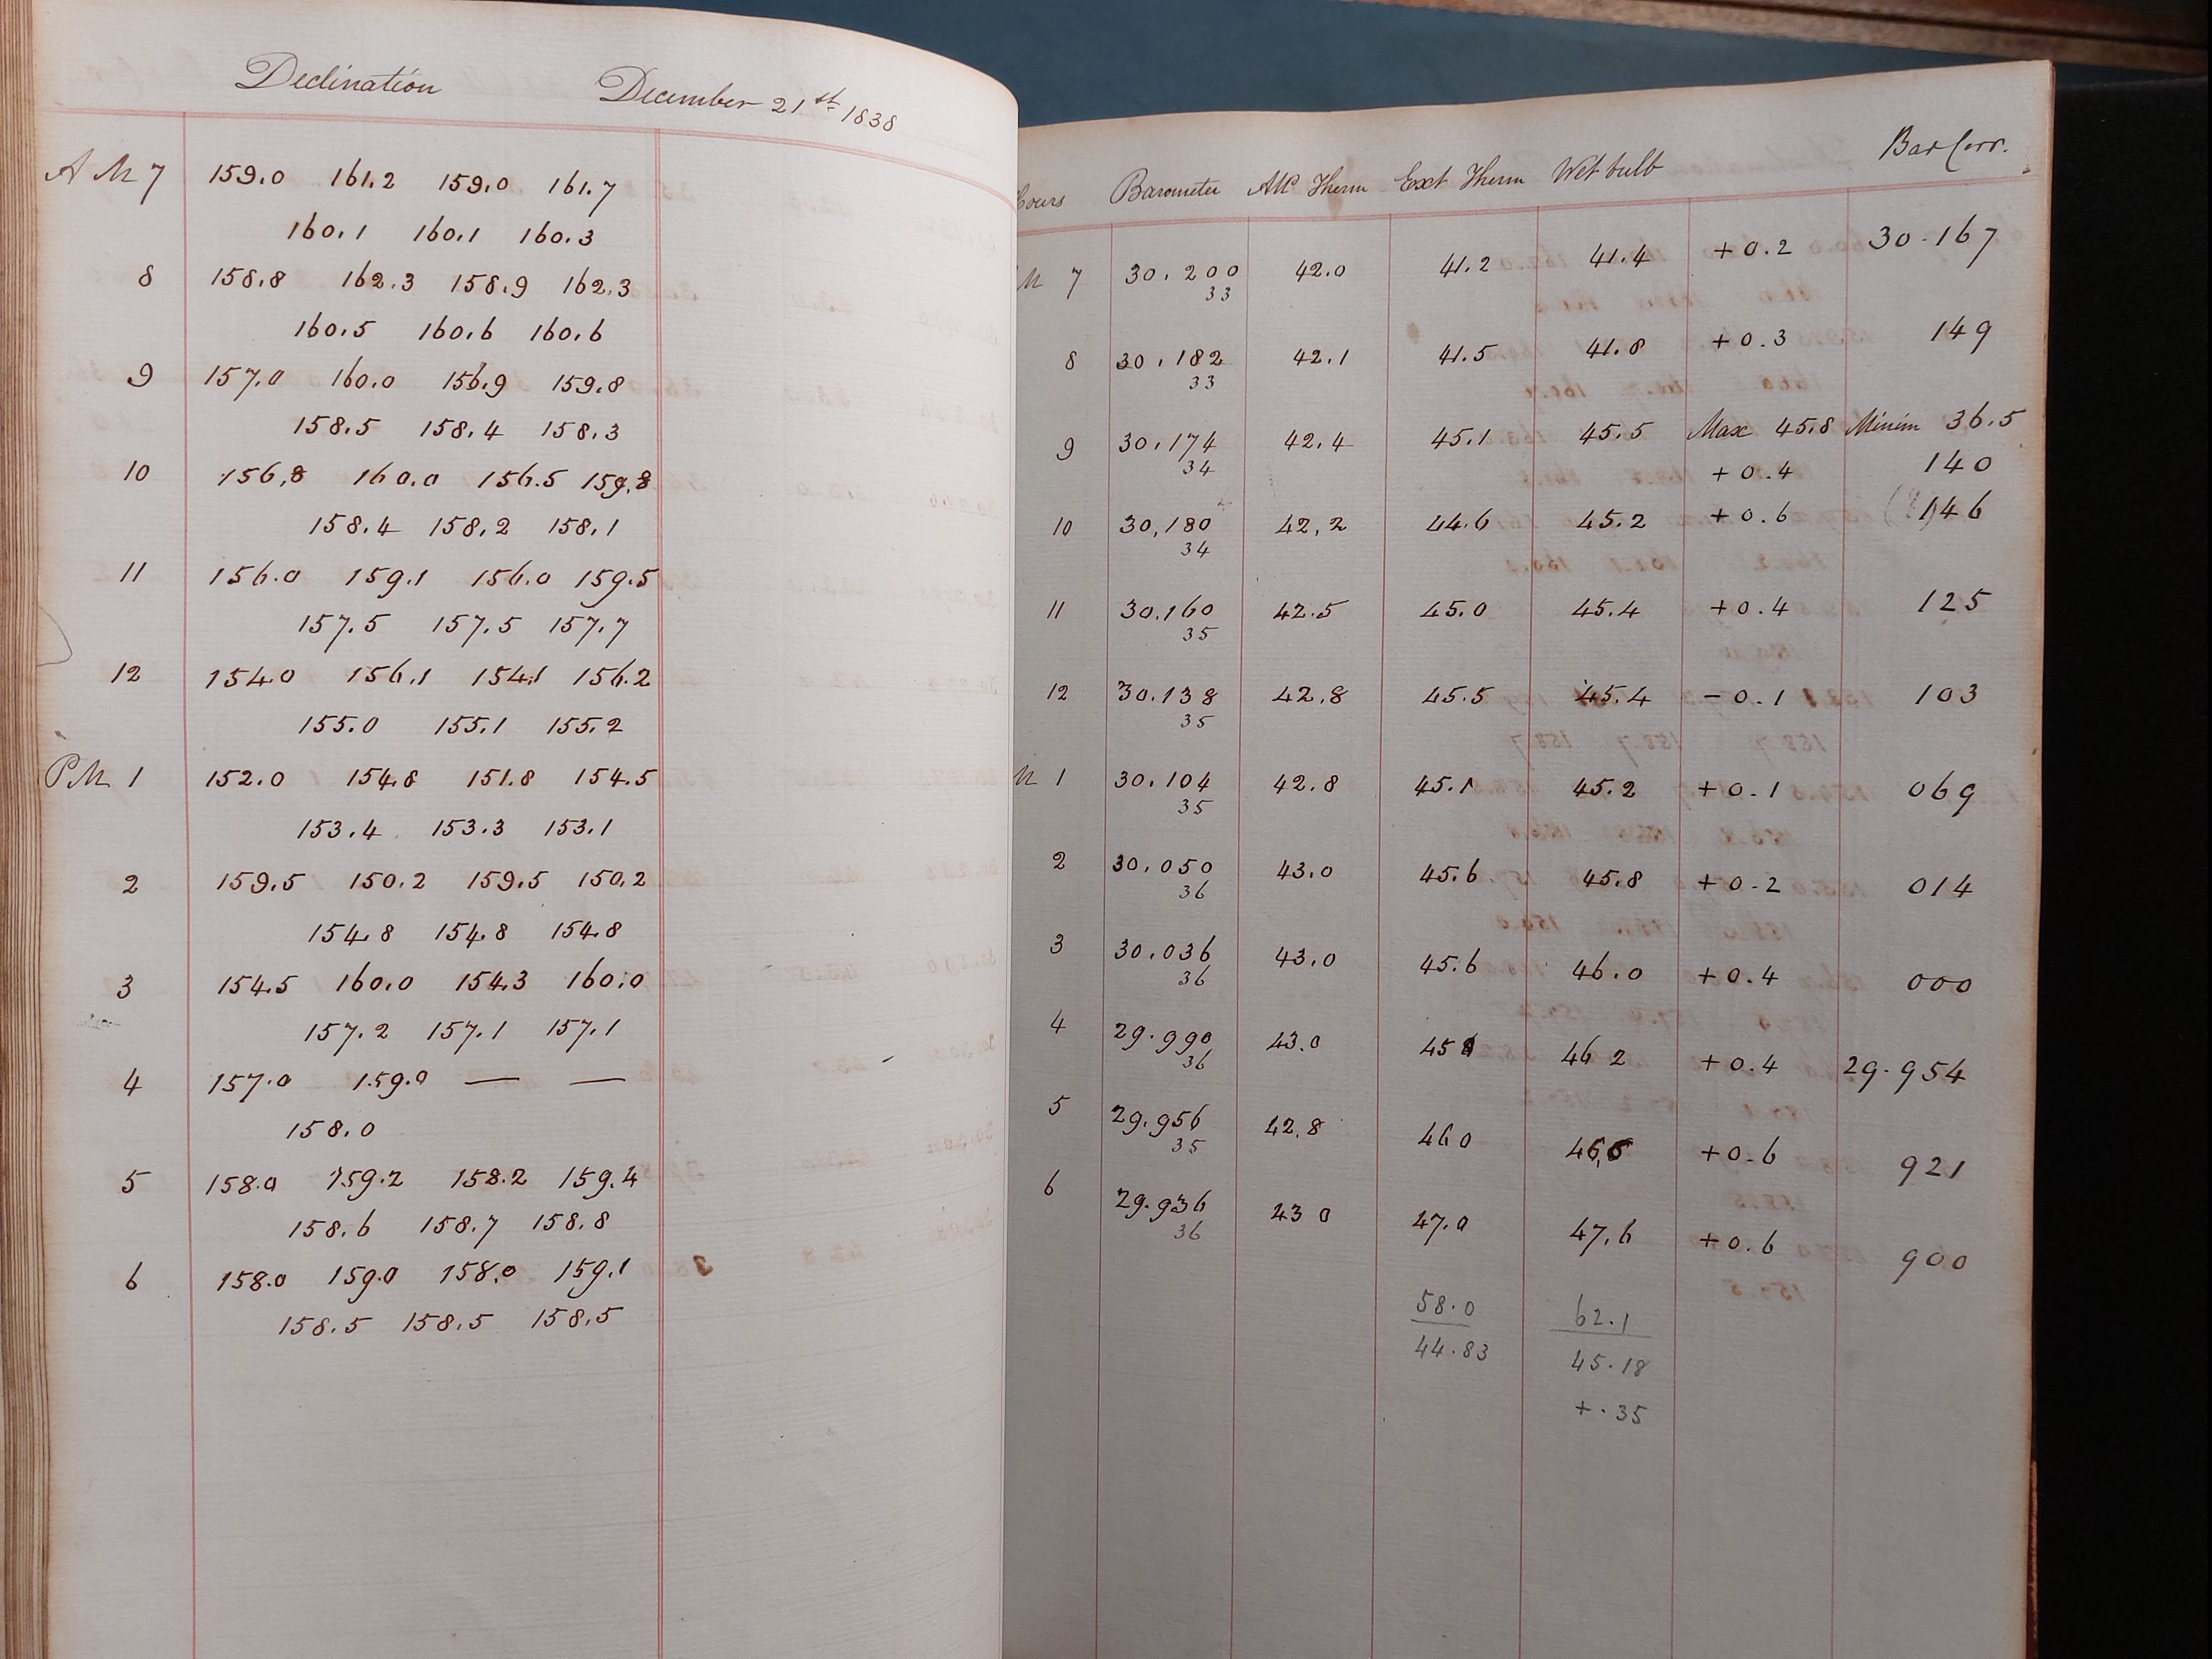 Declination December 21st 1838
A M 7 159.0 161.2 159.0 161.7
160.1 160.1 160.3
8 158.8 162.3 158.9 162.3
160.5 160.6 160.6
9 157.0 160.0 156.9 159.8
158.5 158.4 158.3
10 156.8 160.0 156.5 159.8
158.4 158.2 158.1
11 156.0 159.1 156.0 159.5
157.5 157.5 157.7
12 154.0 156.1 154.1 156.2
155.0 155.1 155.2
P M 1 152.0 154.8 151.8 154.5
153.4 153.3 153.1
2 159.5 150.2 159.5 150.2
154.8 154.8 154.8
3 154.5 160.0 154.3 160.0
157.2 157.1 157.1
4 157.0 159.0 — —
158.0
5 158.0 159.2 158.2 159.4
158.6 158.7 158.8
6 158.0 159.0 158.0 159.1
158.5 158.5 158.5
Hours Barometer Att Therm Ext Therm Wet bulb Bar Corr.
M 7 30.200 42.0 41.2 41.4 +0.2 30.167
33
8 30.182 42.1 41.5 41.8 +0.3 149
33
9 30.174 42.4 45.1 45.5 Max 45.8 Minim 36.5
34 +0.4 140
10 30,180 42,2 44.6 45.2 +0.6 146
34
11 30.160 42.5 45.0 45.4 +0.4 125
35
12 30.138 42.8 45.5 45.4 -0.1 103
35
M 1 30.104 42.8 45.1 45.2 +0.1 069
35
2 30.050 43.0 45.6 45.8 +0.2 014
36
3 30.036 43.0 45.6 46.0 +0.4 000
36
4 29.990 43.0 45 8 46 2 +0.4 29.954
36
5 29.956 42.8 46 0 46,6 +0.6 921
35
6 29.936 43 0 47.0 47,6 +0.6 900
36
58.0 62.1
44.83 45.18
+.35